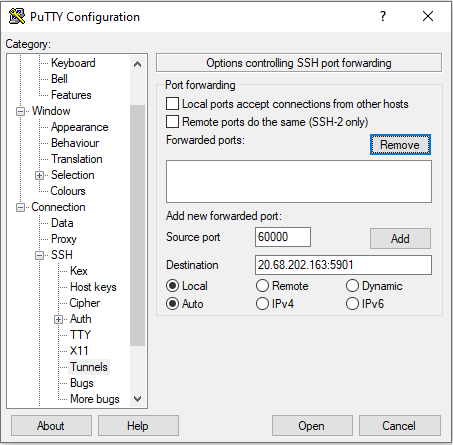 PuTTY Configuration
? ×
Category:
Keyboard
Bell
Features
Window
Appearance
Behaviour
Translation
Selection
Colours
Connection
Data
Proxy
SSH
Kex
Host keys
Cipher
Auth
TTY
X11
Tunnels
Bugs
More bugs
Options controlling SSH port forwarding
Port forwarding
Local ports accept connections from other hosts
Remote ports do the same (SSH-2 only)
Forwarded ports:
Remove
Add new forwarded port:
Source port 60000 Add
Destination 20.68.202.163:5901
Local Remote Dynamic
Auto IPv4 IPv6
About Help Open Cancel